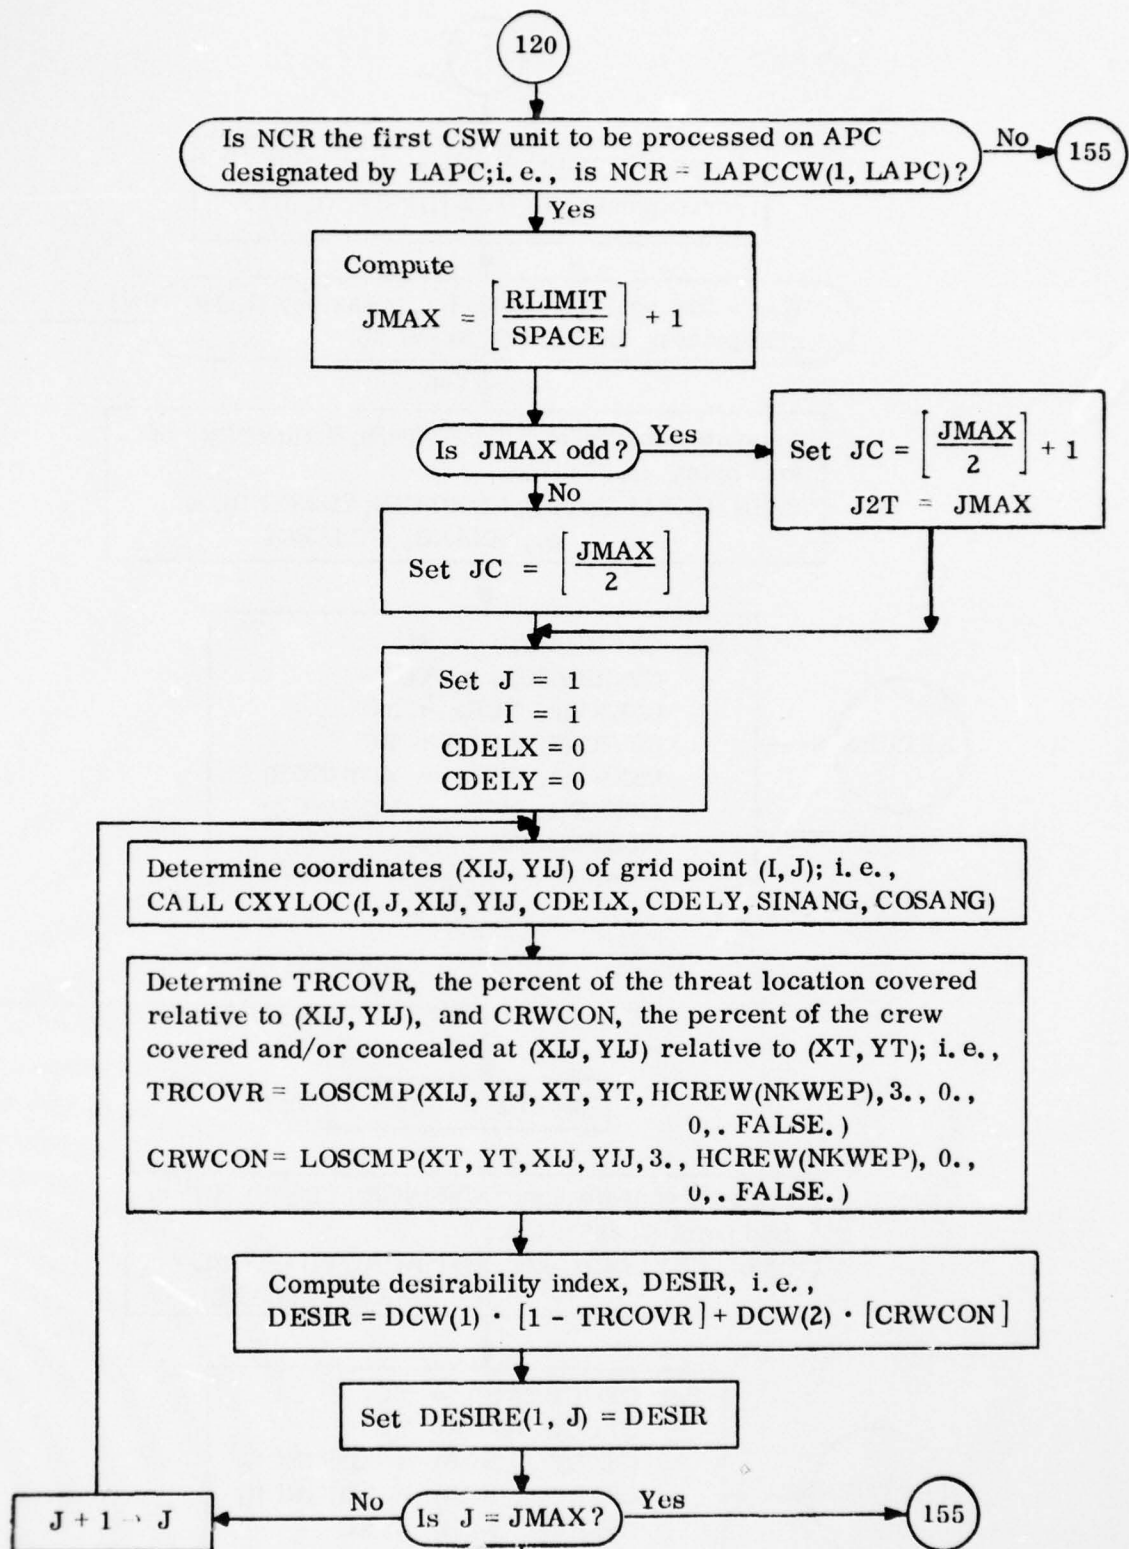 120
Is NCR the first CSW unit to be processed on APC
designated by LAPC;i. e., is NCR = LAPCCW(1, LAPC)?
No
155
Yes
Compute
JMAX = [RLIMIT / SPACE] + 1
Is JMAX odd?
Yes
Set JC = [JMAX / 2] + 1
J2T = JMAX
No
Set JC = [JMAX / 2]
Set J = 1
I = 1
CDELX = 0
CDELY = 0
Determine coordinates (XIJ, YIJ) of grid point (I, J); i. e.,
CALL CXYLOC(I, J, XIJ, YIJ, CDELX, CDELY, SINANG, COSANG)
Determine TRCOVR, the percent of the threat location covered
relative to (XIJ, YIJ), and CRWCON, the percent of the crew
covered and/or concealed at (XIJ, YIJ) relative to (XT, YT); i. e.,
TRCOVR = LOSCMP(XIJ, YIJ, XT, YT, HCREW(NKWEP), 3., 0.,
0, . FALSE. )
CRWCON= LOSCMP(XT, YT, XIJ, YIJ, 3., HCREW(NKWEP), 0.,
0, . FALSE. )
Compute desirability index, DESIR, i. e.,
DESIR = DCW(1) · [1 - TRCOVR] + DCW(2) · [CRWCON]
Set DESIRE(1, J) = DESIR
Is J = JMAX?
Yes
155
No
J + 1 → J